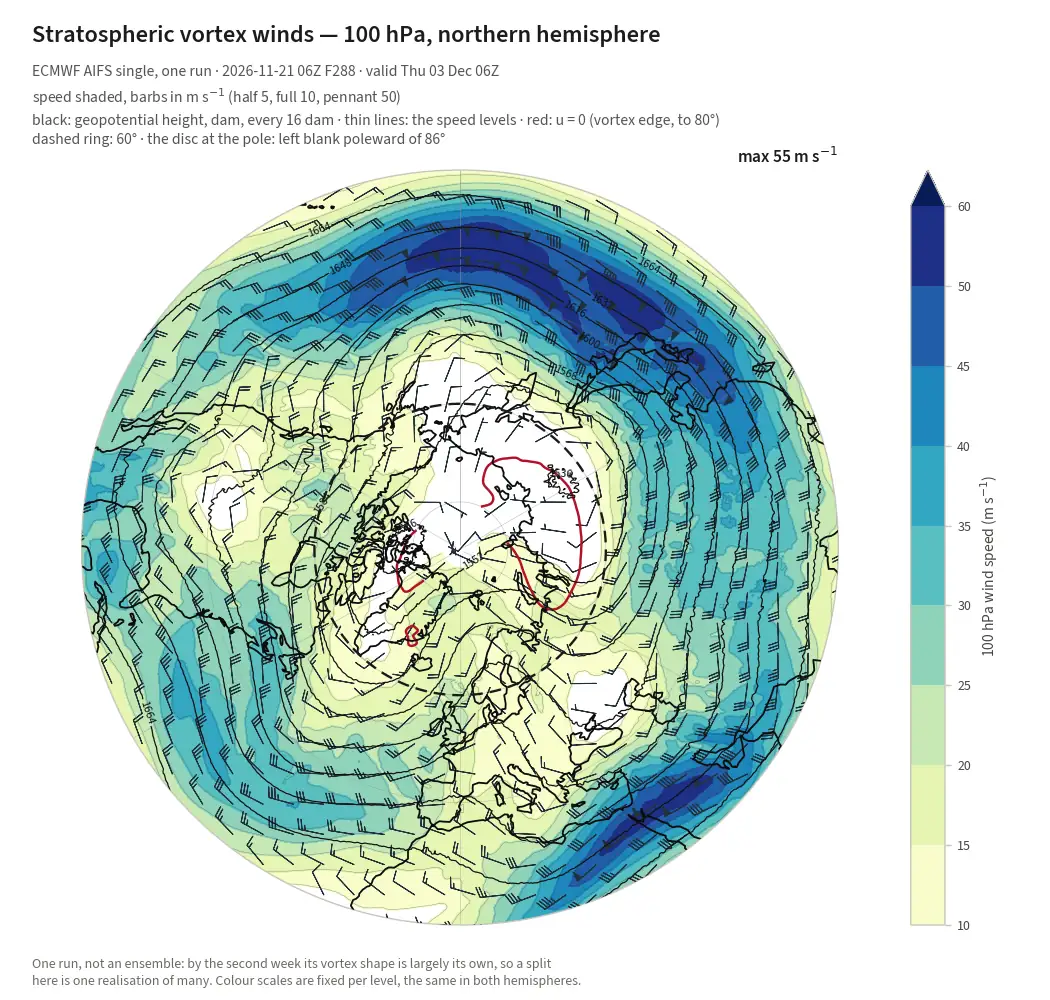 Stratospheric vortex winds — 100 hPa, northern hemisphere
ECMWF AIFS single, one run · 2026-11-21 06Z F288 · valid Thu 03 Dec 06Z
speed shaded, barbs in m s⁻¹ (half 5, full 10, pennant 50)
black: geopotential height, dam, every 16 dam · thin lines: the speed levels · red: u = 0 (vortex edge, to 80°)
dashed ring: 60° · the disc at the pole: left blank poleward of 86°
max 55 m s⁻¹
60
50
45
40
35
30
25
20
15
10
100 hPa wind speed (m s⁻¹)
1664
1648
1664
1632
1616
1600
1664
One run, not an ensemble: by the second week its vortex shape is largely its own, so a split
here is one realisation of many. Colour scales are fixed per level, the same in both hemispheres.